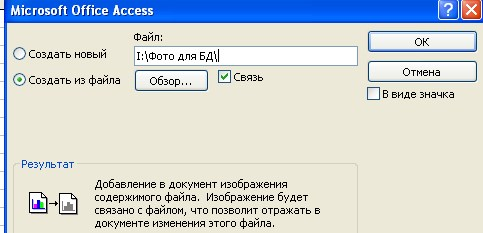 Microsoft Office Access
Файл:
Создать новый
I:\Фото для БД\
ОК
Создать из файла
Обзор...
Связь
Отмена
В виде значка
Результат
Добавление в документ изображения
содержимого файла. Изображение будет
связано с файлом, что позволит отражать в
документе изменения этого файла.